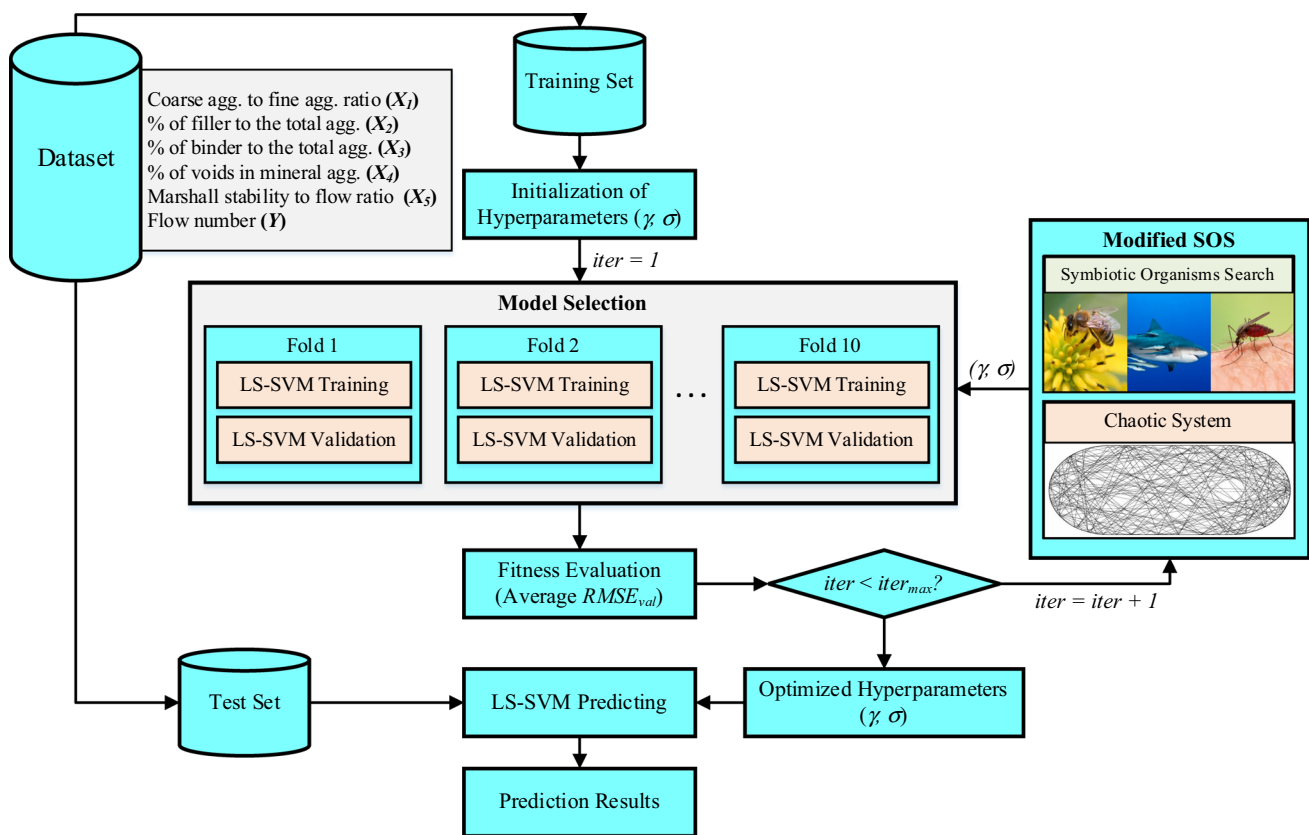 Dataset
Coarse agg. to fine agg. ratio (X1)
% of filler to the total agg. (X2)
% of binder to the total agg. (X3)
% of voids in mineral agg. (X4)
Marshall stability to flow ratio (X5)
Flow number (Y)
Training Set
Initialization of
Hyperparameters (γ, σ)
iter = 1
Model Selection
Fold 1
LS-SVM Training
LS-SVM Validation
Fold 2
LS-SVM Training
LS-SVM Validation
...
Fold 10
LS-SVM Training
LS-SVM Validation
(γ, σ)
Modified SOS
Symbiotic Organisms Search
Chaotic System
Fitness Evaluation
(Average RMSEval)
iter < itermax?
iter = iter + 1
Test Set
LS-SVM Predicting
Optimized Hyperparameters
(γ, σ)
Prediction Results